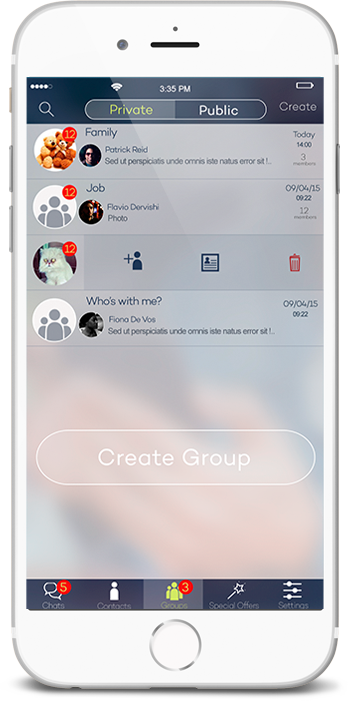 3:35 PM
Private Public Create
12 Family Today
Patrick Reid 14:00
Sed ut perspiciatis unde omnis iste natus error sit !.. 3
members
12 Job 09/04/15
Flavio Dervishi 09:22
Photo 12
members
12
Who's with me? 09/04/15
Fiona De Vos 09:22
Sed ut perspiciatis unde omnis iste natus error sit !..
Create Group
5 3
Chats Contacts Groups Special Offers Settings